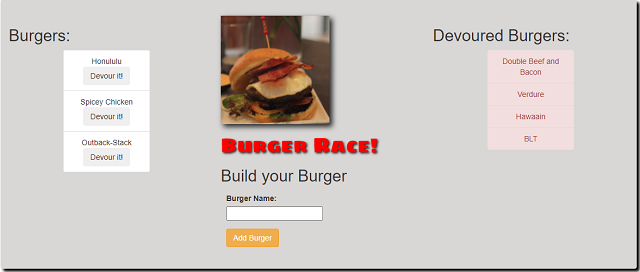 Burgers:
Honululu
Devour it!
Spicey Chicken
Devour it!
Outback-Stack
Devour it!
Burger Race!
Build your Burger
Burger Name:
Add Burger
Devoured Burgers:
Double Beef and
Bacon
Verdure
Hawaain
BLT